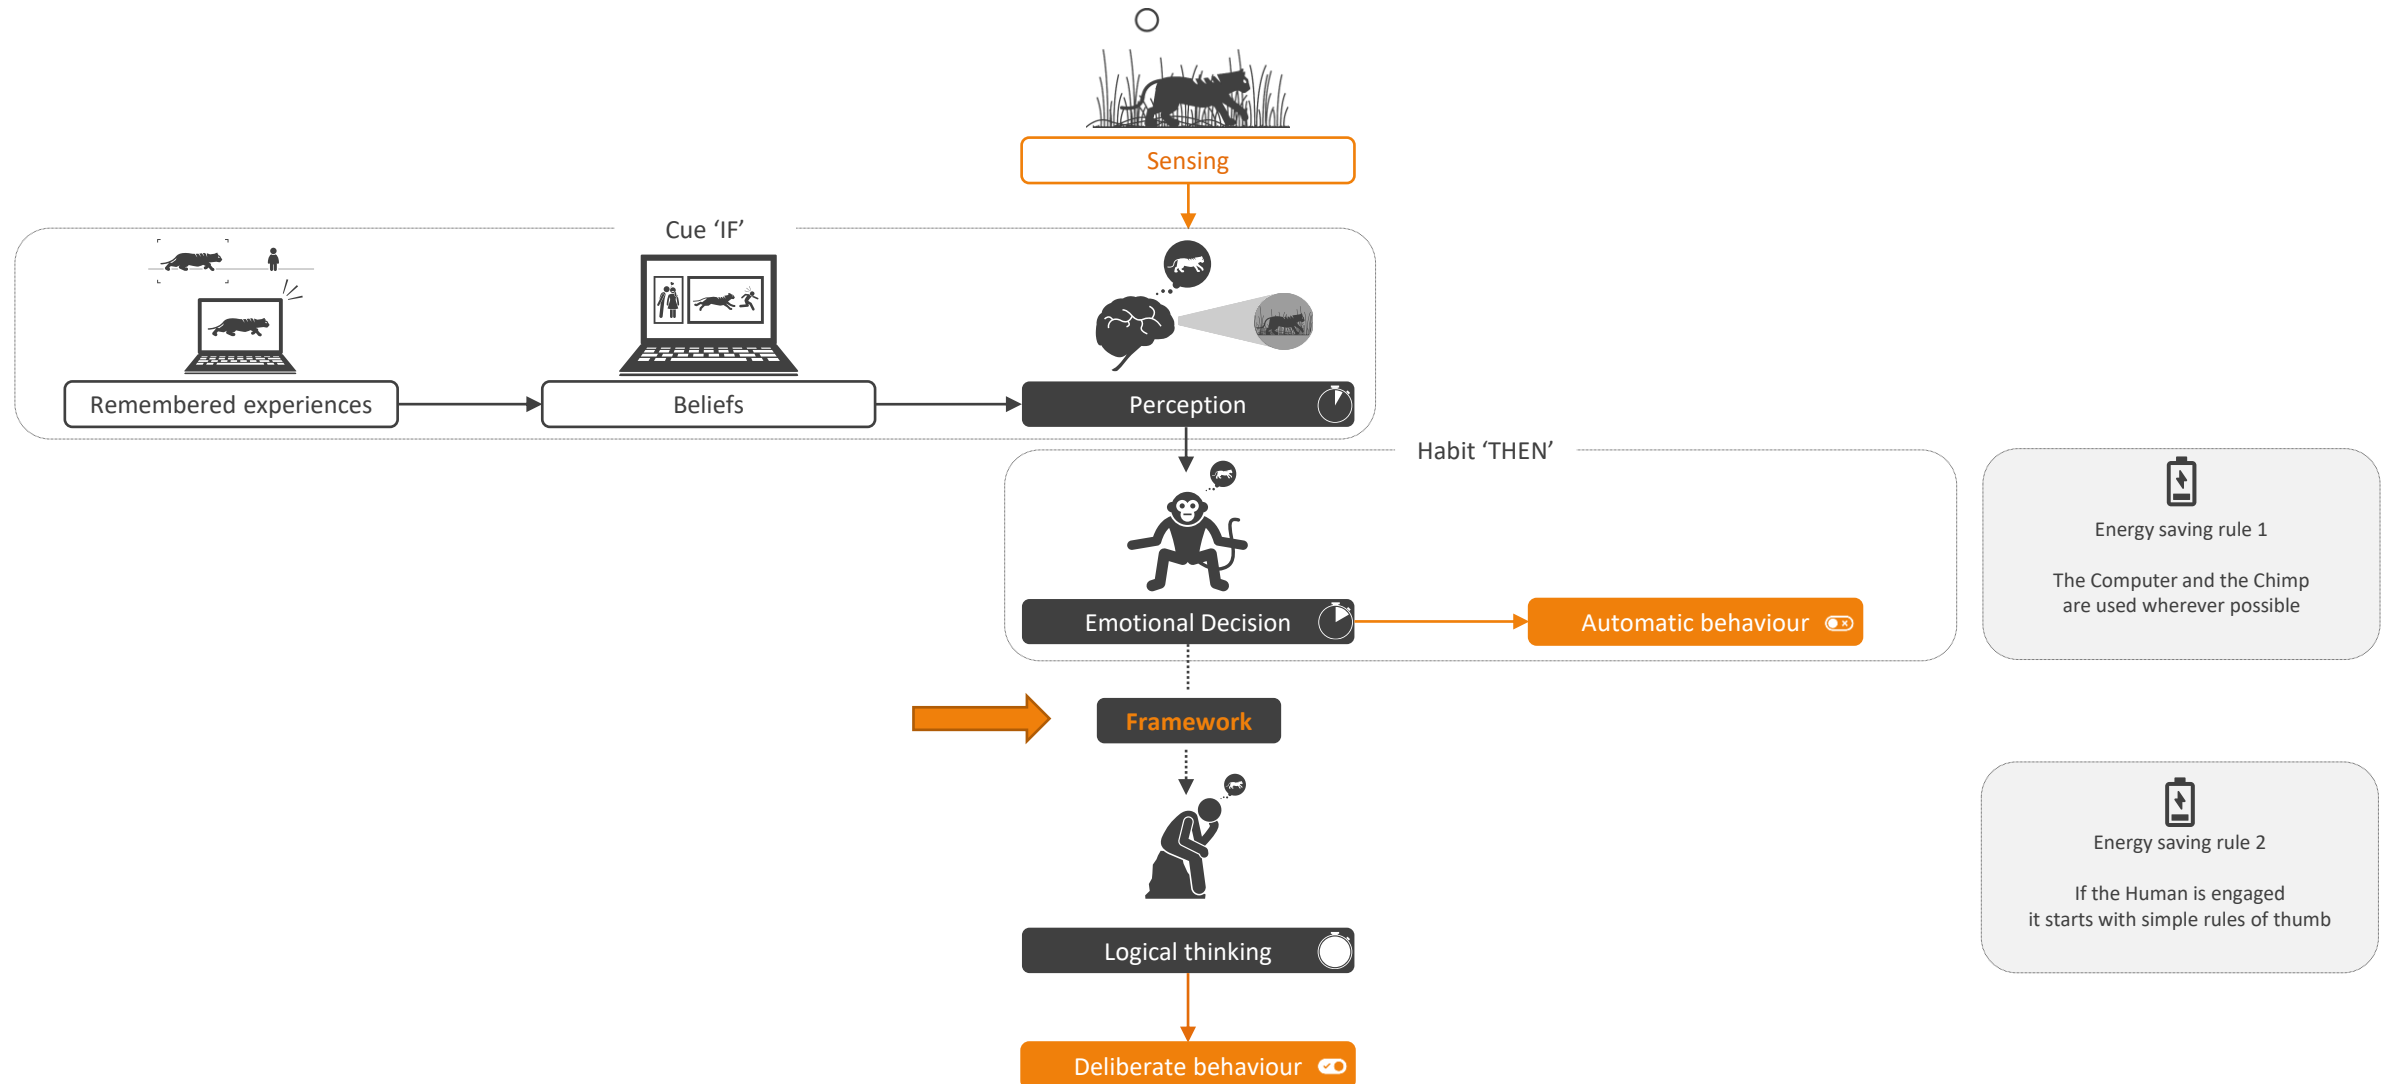 Sensing
Cue ‘IF’
Remembered experiences
Beliefs
Perception
Habit ‘THEN’
Energy saving rule 1
The Computer and the Chimp
are used wherever possible
Emotional Decision
Automatic behaviour
Framework
Energy saving rule 2
If the Human is engaged
it starts with simple rules of thumb
Logical thinking
Deliberate behaviour